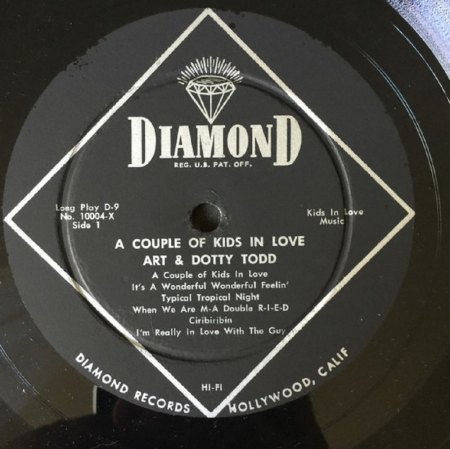 DIAMOND
REG. U.S. PAT. OFF.
Long Play D-9
No. 10004-X
Side 1
Kids In Love
Music
A COUPLE OF KIDS IN LOVE
ART & DOTTY TODD
A Couple of Kids In Love
It's A Wonderful Wonderful Feelin'
Typical Tropical Night
When We Are M-A Double R-I-E-D
Ciribiribin
I'm Really In Love With The Guy
HI-FI
DIAMOND RECORDS HOLLYWOOD, CALIF